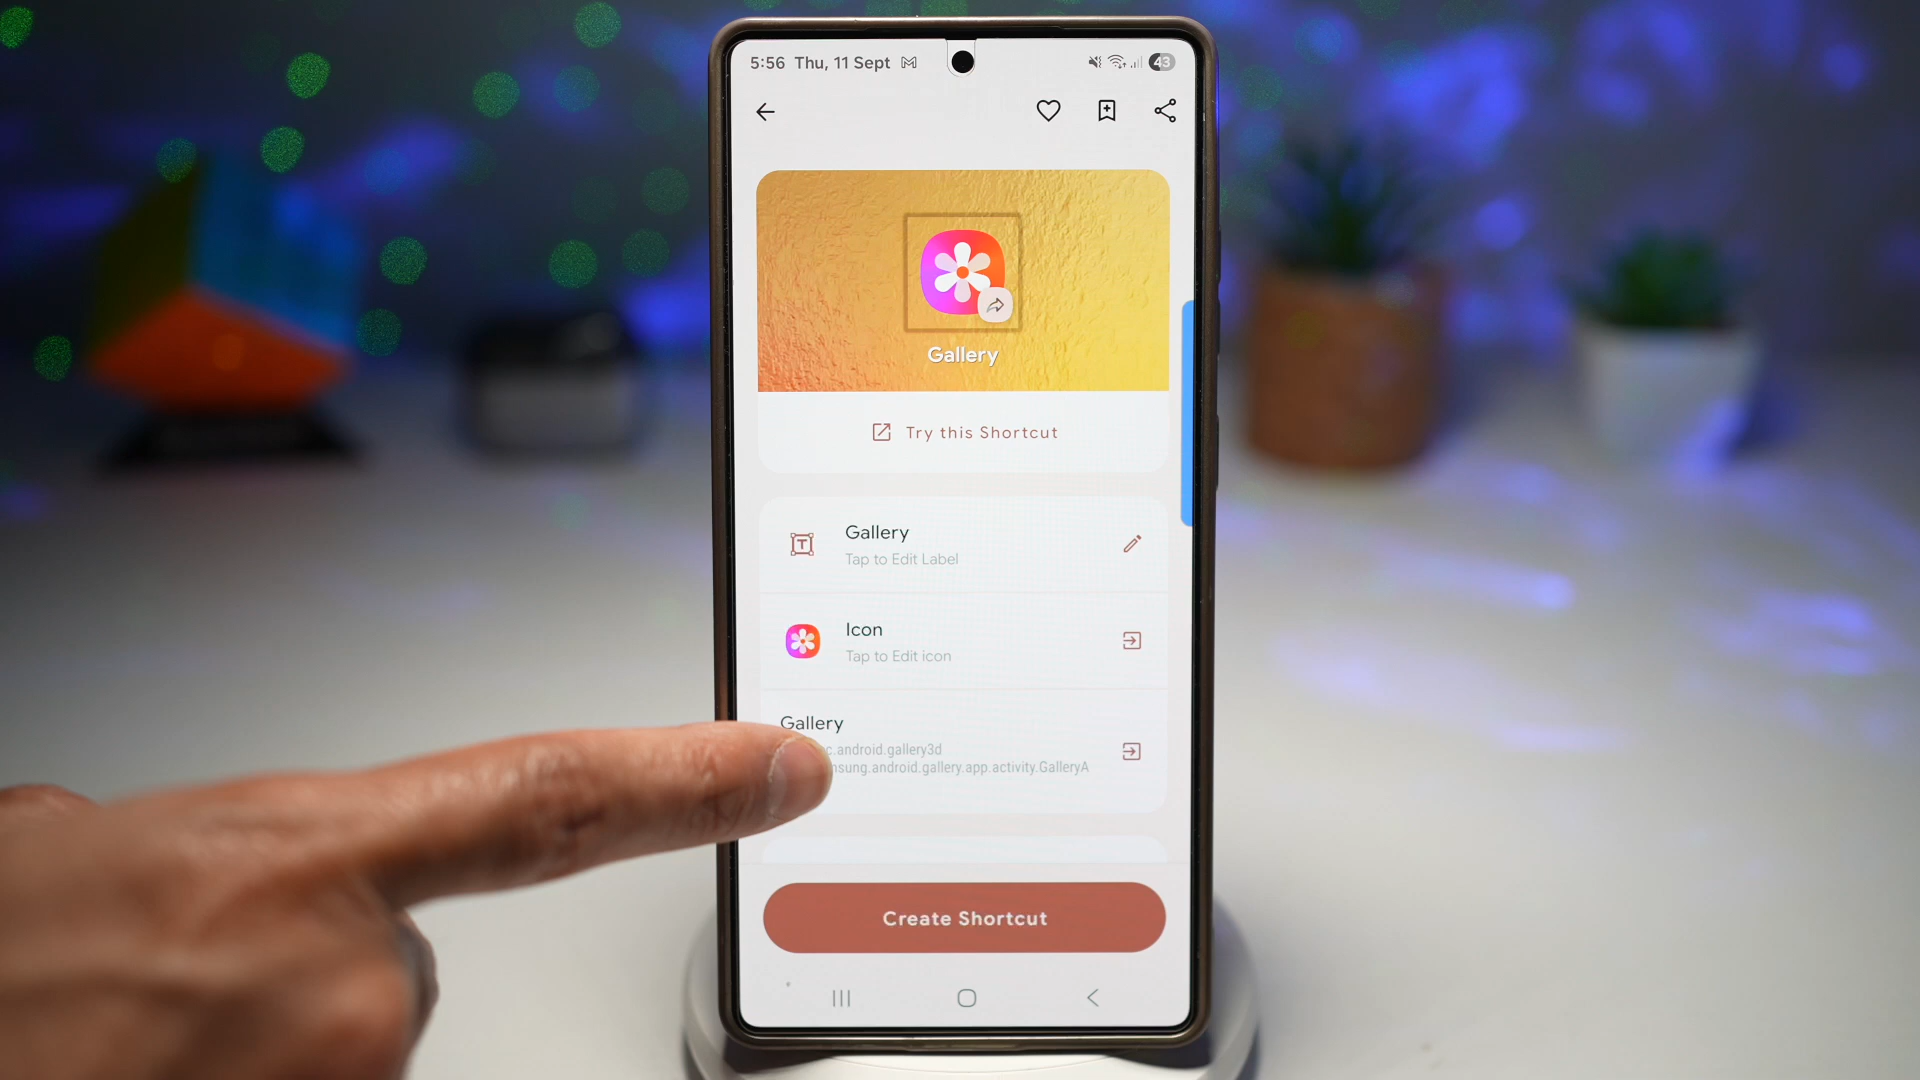 5:56 Thu, 11 Sept
43
Gallery
Try this Shortcut
Gallery
Tap to Edit Label
Icon
Tap to Edit icon
Gallery
c.android.gallery3d
nsung.android.gallery.app.activity.GalleryA
Create Shortcut